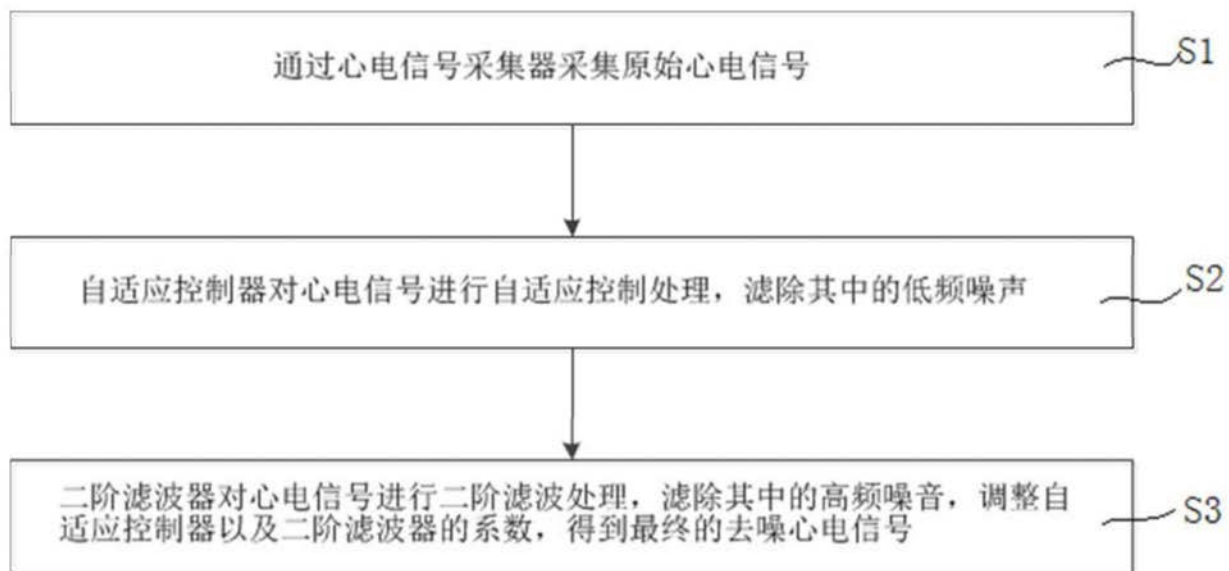 通过心电信号采集器采集原始心电信号
S1
自适应控制器对心电信号进行自适应控制处理，滤除其中的低频噪声
S2
二阶滤波器对心电信号进行二阶滤波处理，滤除其中的高频噪音，调整自
适应控制器以及二阶滤波器的系数，得到最终的去噪心电信号
S3